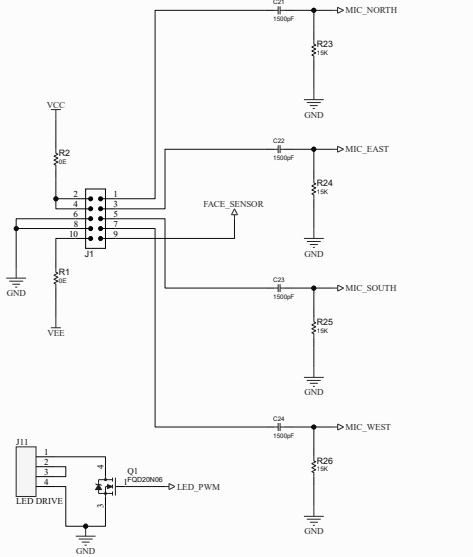 C21
1500pF
MIC_NORTH
R23
15K
GND
VCC
R2
0E
C22
1500pF
MIC_EAST
R24
15K
GND
2
1
4
3
6
5
8
7
10
9
J1
FACE_SENSOR
GND
R1
0E
VEE
C23
1500pF
MIC_SOUTH
R25
15K
GND
C24
1500pF
MIC_WEST
R26
15K
GND
J11
1
2
3
4
LED DRIVE
4
Q1
FQD20N06
1
3
LED_PWM
GND